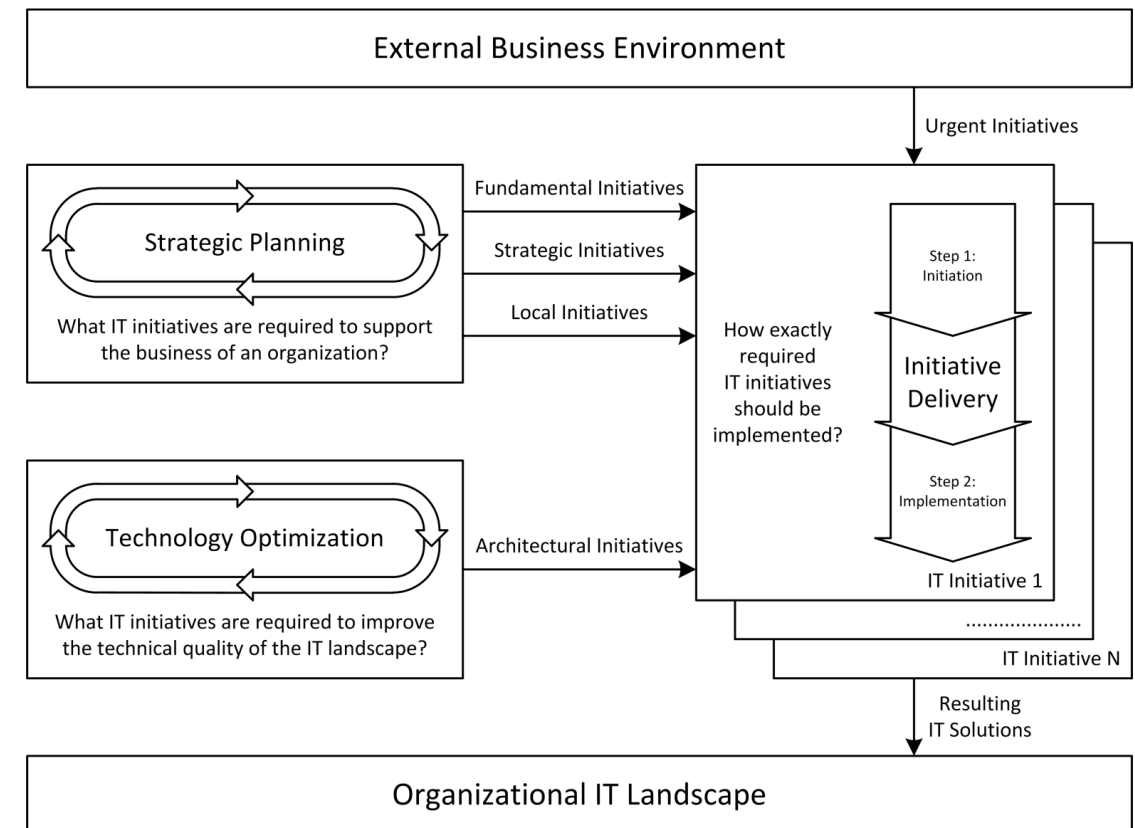 External Business Environment
Urgent Initiatives
Strategic Planning
What IT initiatives are required to support
the business of an organization?
Fundamental Initiatives
Strategic Initiatives
Local Initiatives
Technology Optimization
What IT initiatives are required to improve
the technical quality of the IT landscape?
Architectural Initiatives
How exactly
required
IT initiatives
should be
implemented?
Step 1:
Initiation
Initiative
Delivery
Step 2:
Implementation
IT Initiative 1
.....................
IT Initiative N
Resulting
IT Solutions
Organizational IT Landscape